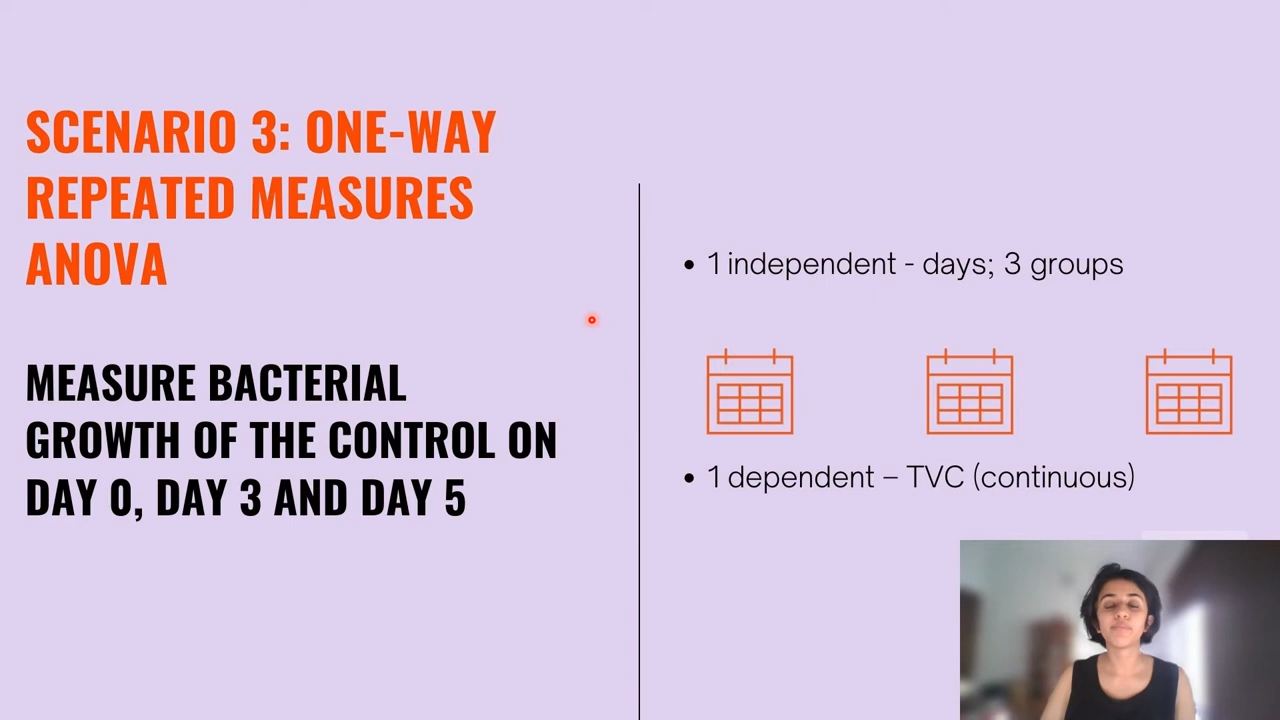 SCENARIO 3: ONE-WAY
REPEATED MEASURES
ANOVA
MEASURE BACTERIAL
GROWTH OF THE CONTROL ON
DAY 0, DAY 3 AND DAY 5
• 1 independent - days; 3 groups
• 1 dependent – TVC (continuous)